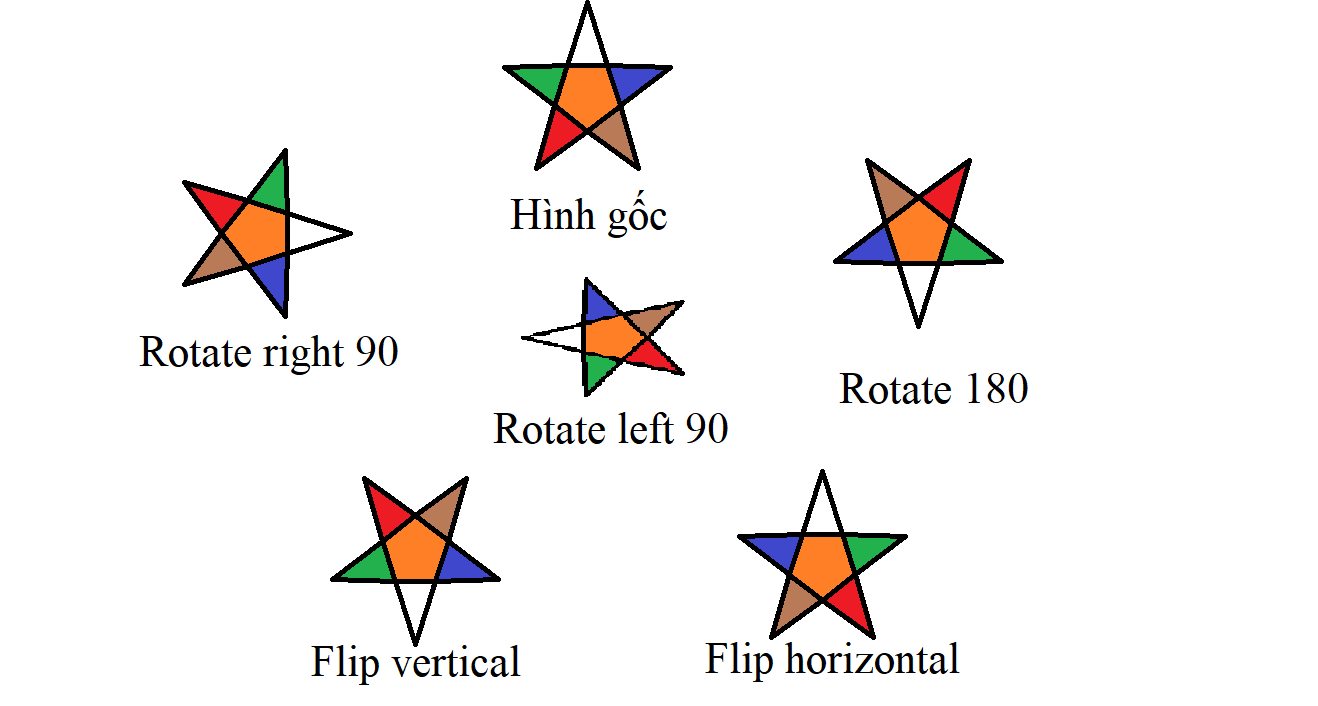 Hình gốc
Rotate right 90
Rotate 180
Rotate left 90
Flip vertical
Flip horizontal